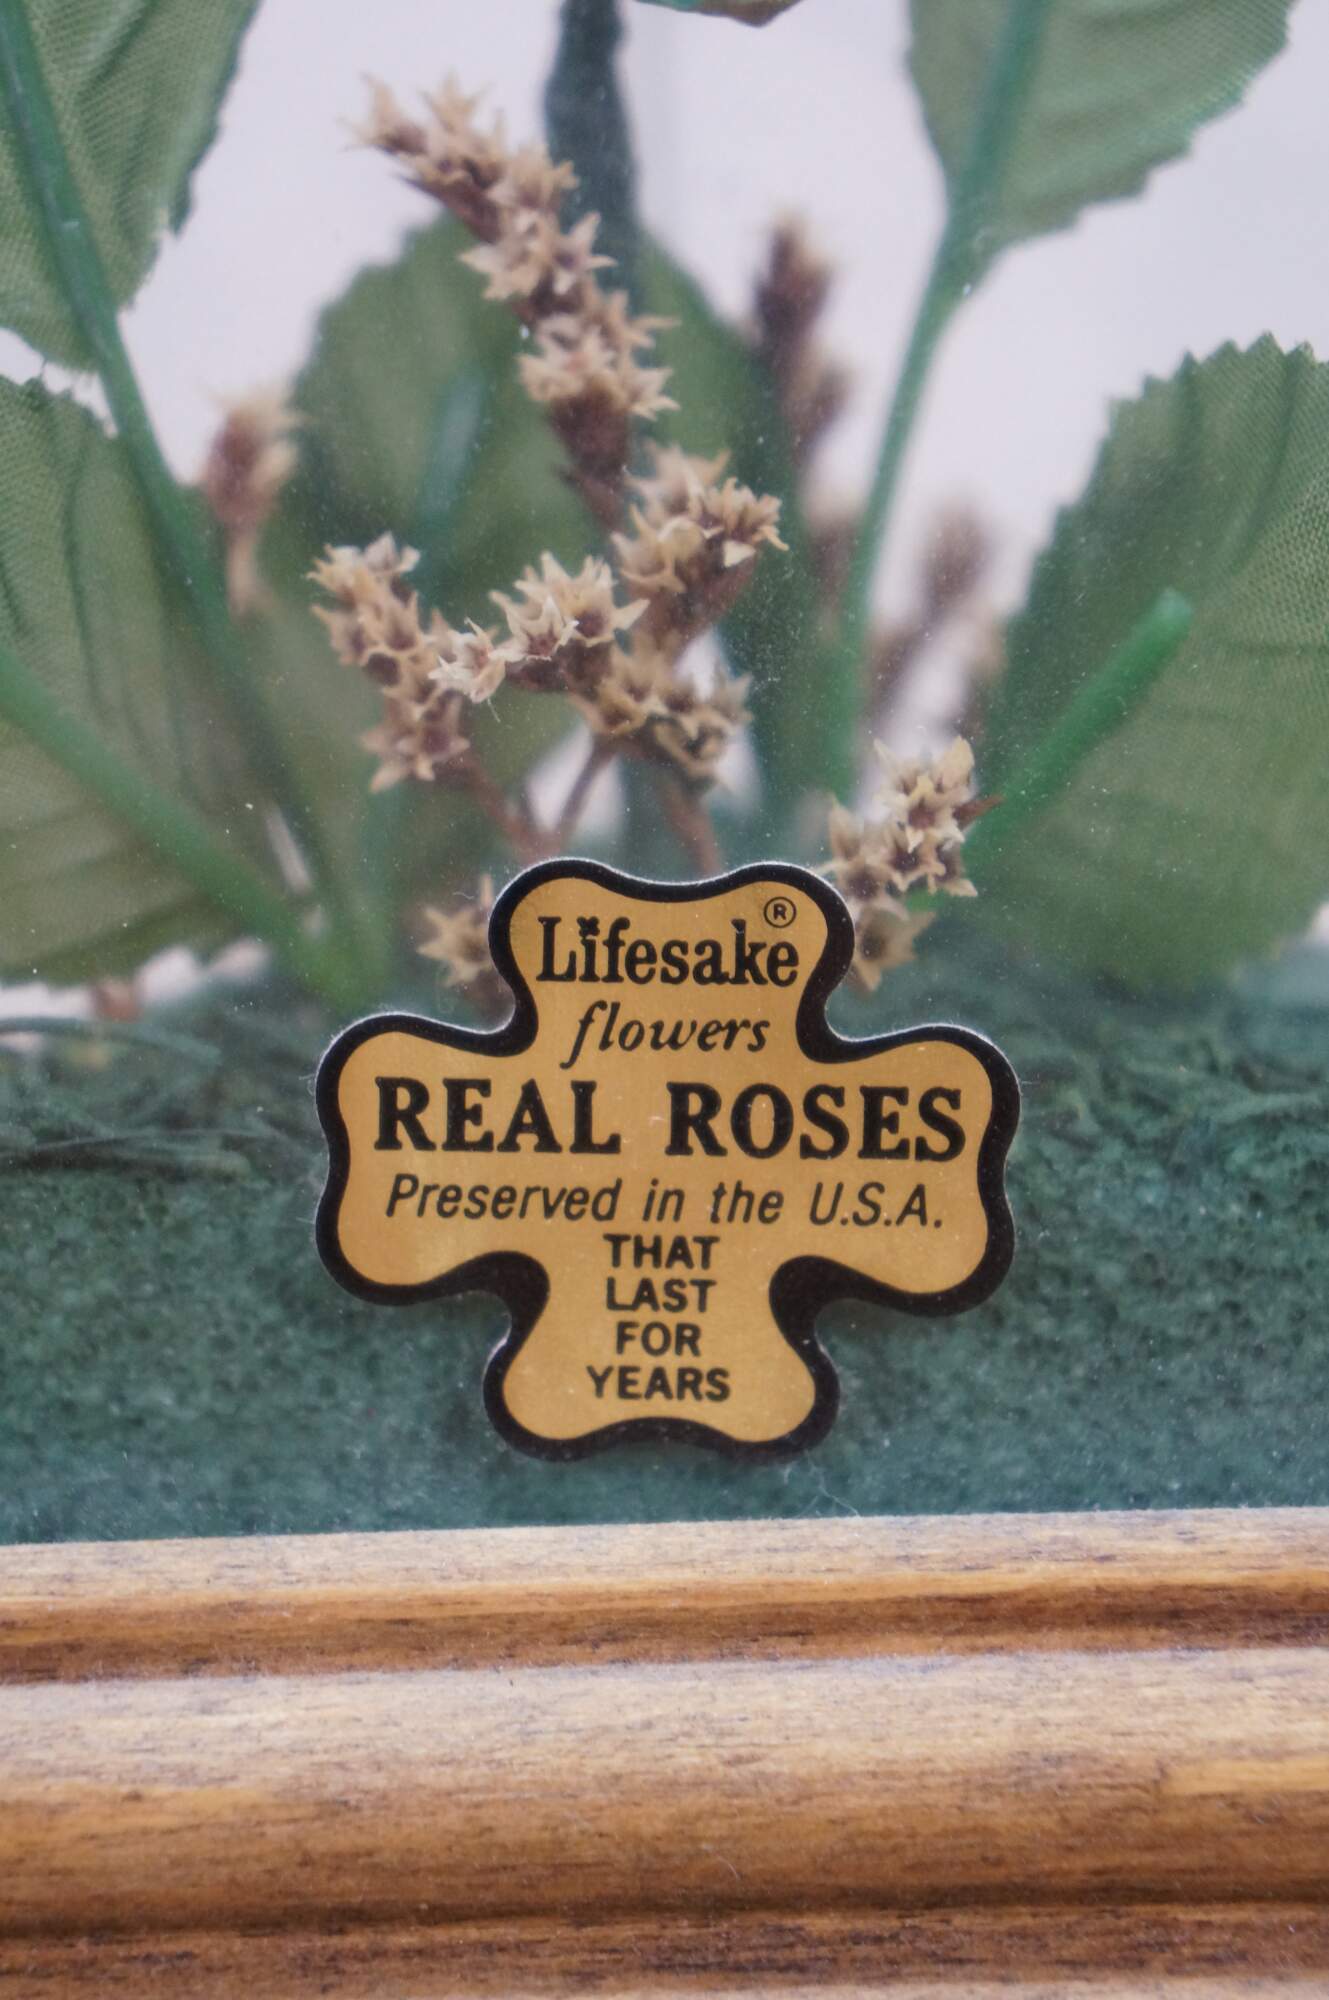 Lifesake®
flowers
REAL ROSES
Preserved in the U.S.A.
THAT
LAST
FOR
YEARS